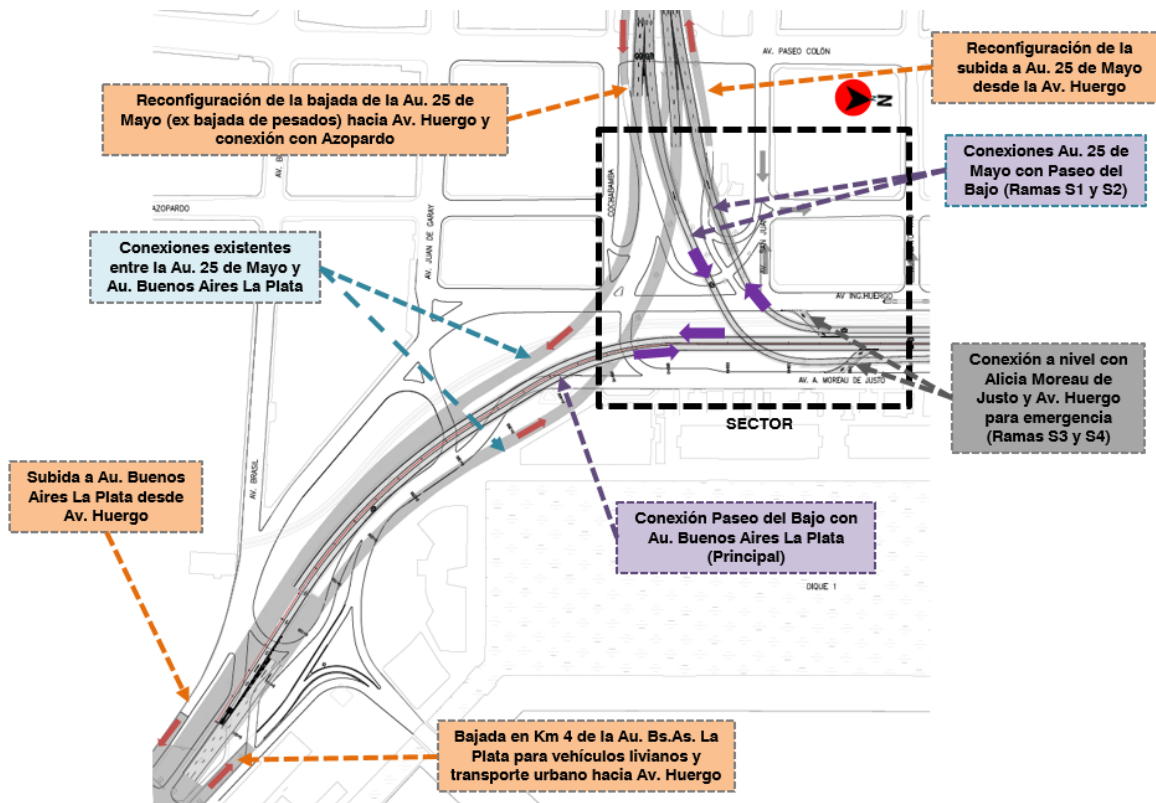 AV. PASEO COLÓN
Reconfiguración de la
subida a Au. 25 de Mayo
desde la Av. Huergo
Reconfiguración de la bajada de la Au. 25 de
Mayo (ex bajada de pesados) hacia Av. Huergo y
conexión con Azopardo
N
Conexiones Au. 25 de
Mayo con Paseo del
Bajo (Ramas S1 y S2)
COCHABAMBA
AZOPARDO
AV. JUAN DE GARAY
AV. SAN JUAN
Conexiones existentes
entre la Au. 25 de Mayo y
Au. Buenos Aires La Plata
AV ING.HUERGO
AV. A. MOREAU DE JUSTO
Conexión a nivel con
Alicia Moreau de
Justo y Av. Huergo
para emergencia
(Ramas S3 y S4)
SECTOR
AV. BRASIL
Subida a Au. Buenos
Aires La Plata desde
Av. Huergo
Conexión Paseo del Bajo con
Au. Buenos Aires La Plata
(Principal)
DIQUE 1
Bajada en Km 4 de la Au. Bs.As. La
Plata para vehículos livianos y
transporte urbano hacia Av. Huergo